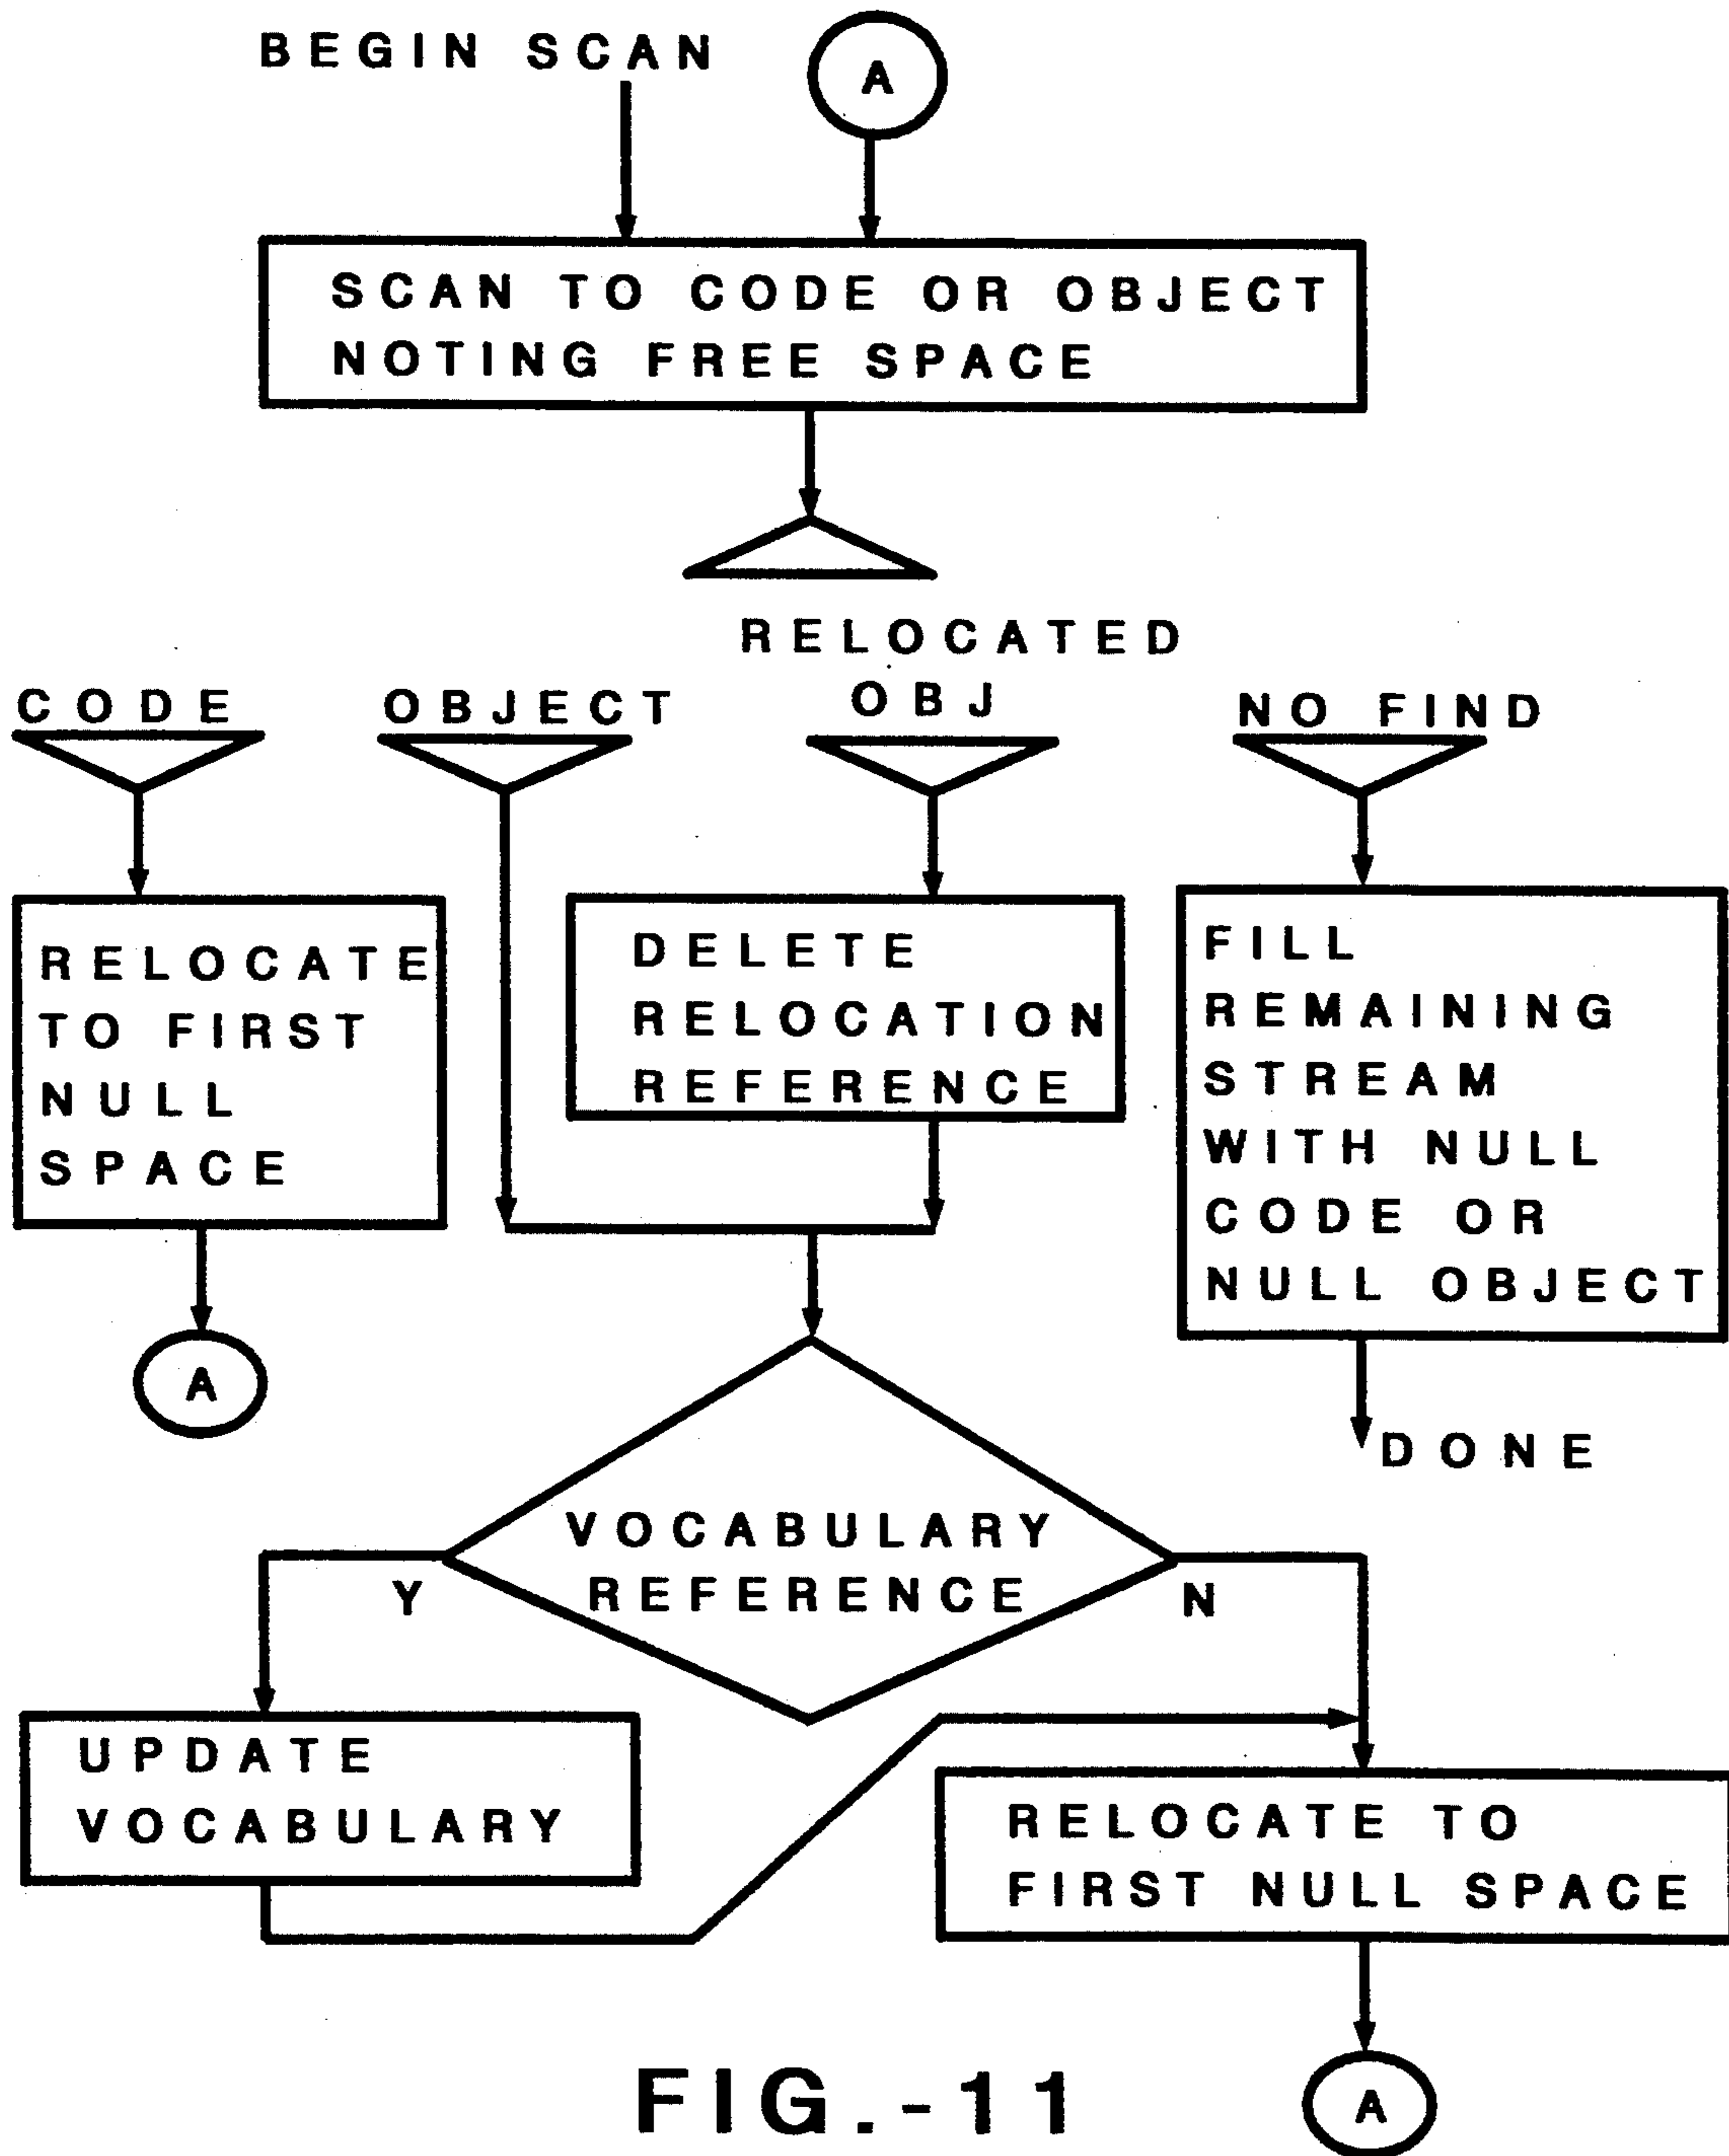 BEGIN SCAN
A
SCAN TO CODE OR OBJECT
NOTING FREE SPACE
RELOCATED
OBJ
CODE
OBJECT
NO FIND
RELOCATE
TO FIRST
NULL
SPACE
DELETE
RELOCATION
REFERENCE
FILL
REMAINING
STREAM
WITH NULL
CODE OR
NULL OBJECT
A
DONE
VOCABULARY
REFERENCE
Y
N
UPDATE
VOCABULARY
RELOCATE TO
FIRST NULL SPACE
A
FIG.-11